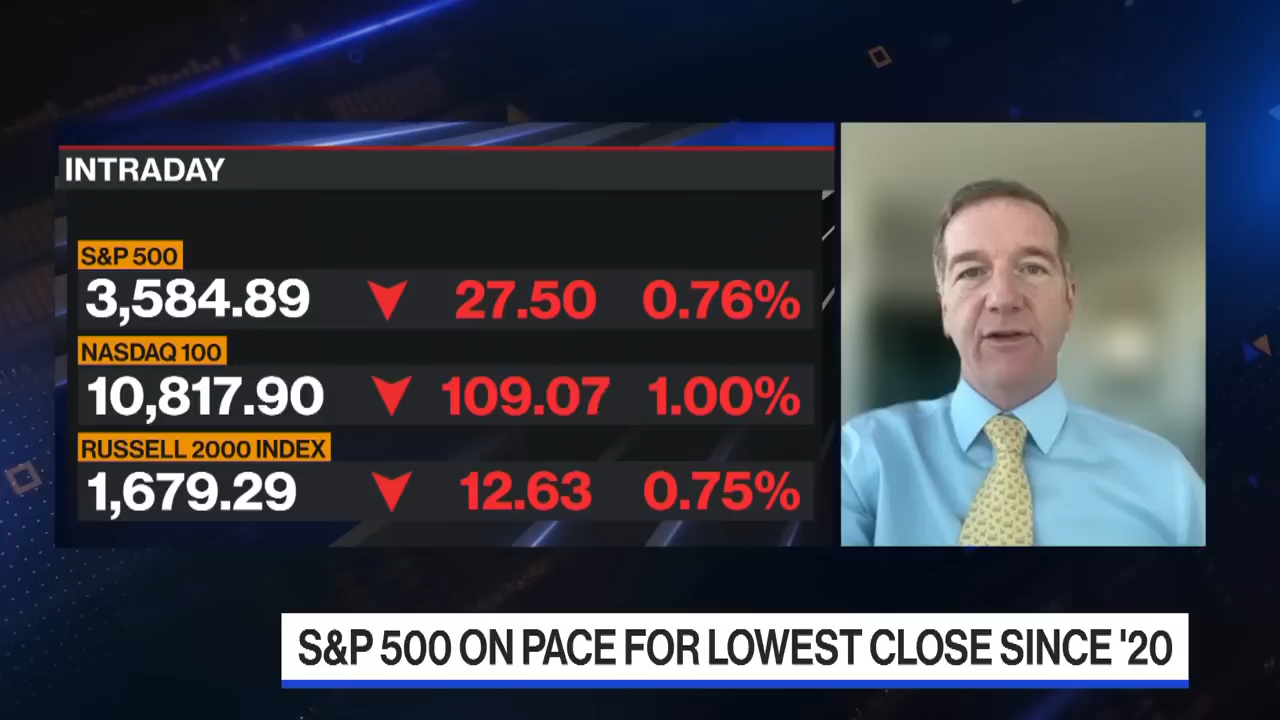 INTRADAY
S&P 500
3,584.89 27.50 0.76%
NASDAQ 100
10,817.90 109.07 1.00%
RUSSELL 2000 INDEX
1,679.29 12.63 0.75%
S&P 500 ON PACE FOR LOWEST CLOSE SINCE '20